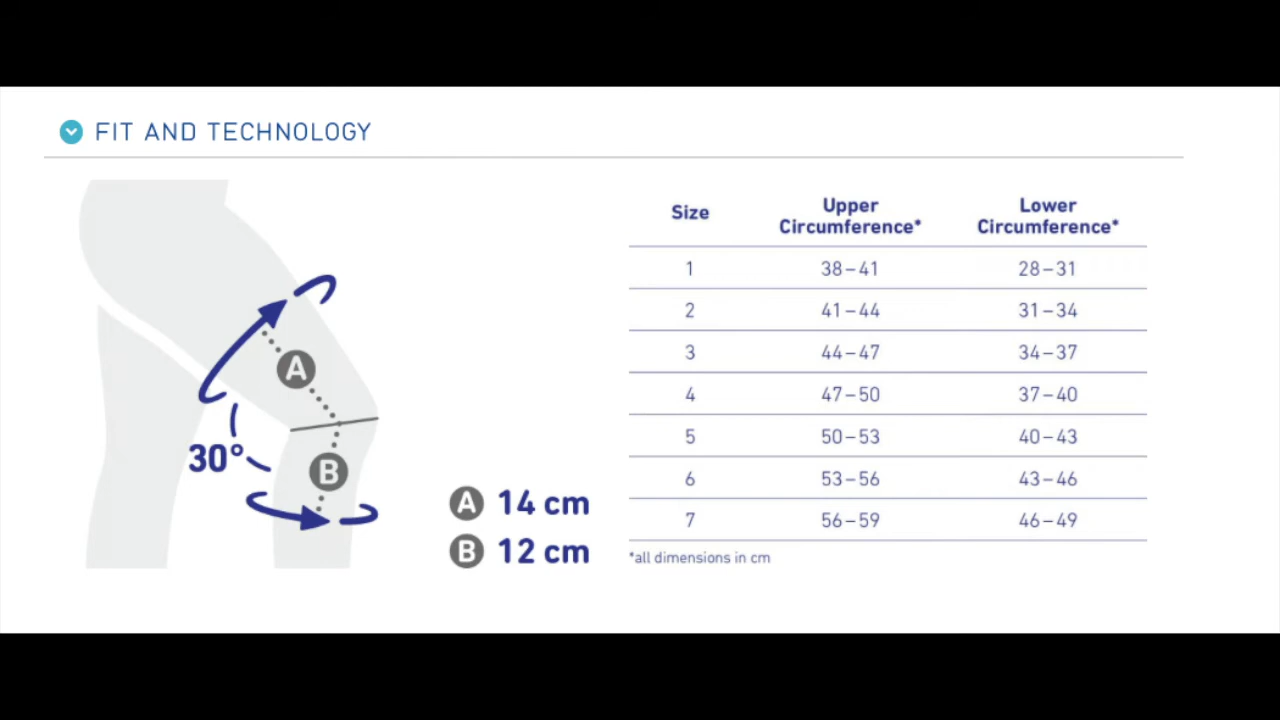 FIT AND TECHNOLOGY
A
30°
B
A 14 cm
B 12 cm
Size Upper Circumference* Lower Circumference*
1 38–41 28–31
2 41–44 31–34
3 44–47 34–37
4 47–50 37–40
5 50–53 40–43
6 53–56 43–46
7 56–59 46–49
*all dimensions in cm